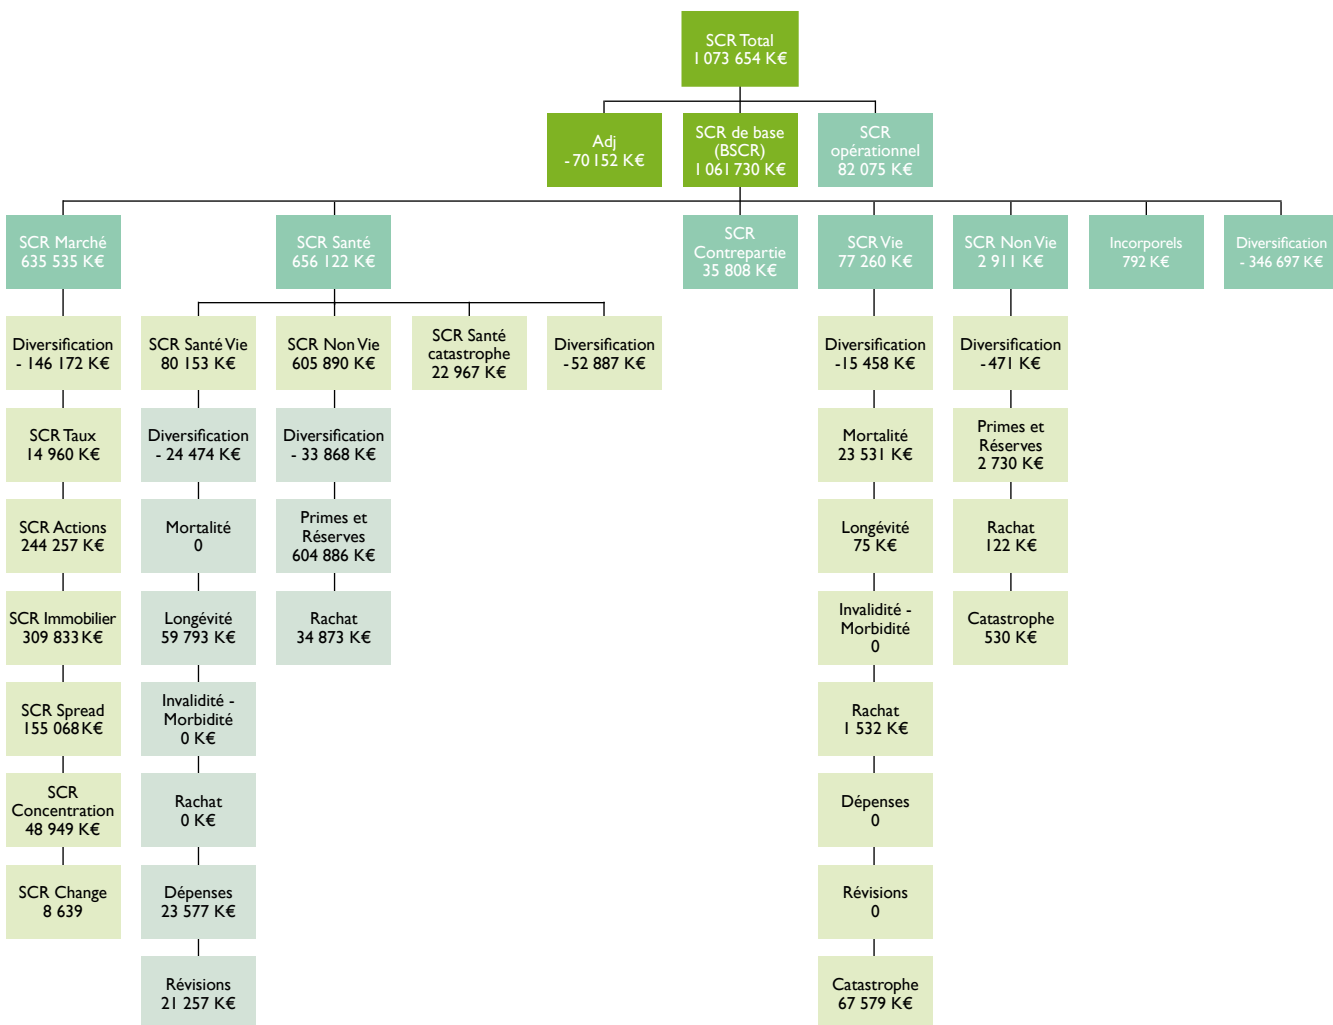 SCR Total
1 073 654 K€
Adj
- 70 152 K€
SCR de base
(BSCR)
1 061 730 K€
SCR
opérationnel
82 075 K€
SCR Marché
635 535 K€
SCR Santé
656 122 K€
SCR
Contrepartie
35 808 K€
SCR Vie
77 260 K€
SCR Non Vie
2 911 K€
Incorporels
792 K€
Diversification
- 346 697 K€
Diversification
- 146 172 K€
SCR Santé Vie
80 153 K€
SCR Non Vie
605 890 K€
SCR Santé
catastrophe
22 967 K€
Diversification
- 52 887 K€
Diversification
-15 458 K€
Diversification
- 471 K€
SCR Taux
14 960 K€
Diversification
- 24 474 K€
Diversification
- 33 868 K€
Mortalité
23 531 K€
Primes et
Réserves
2 730 K€
SCR Actions
244 257 K€
Mortalité
0
Primes et
Réserves
604 886 K€
Longévité
75 K€
Rachat
122 K€
SCR Immobilier
309 833 K€
Longévité
59 793 K€
Rachat
34 873 K€
Invalidité -
Morbidité
0
Catastrophe
530 K€
SCR Spread
155 068 K€
Invalidité -
Morbidité
0 K€
Rachat
1 532 K€
SCR
Concentration
48 949 K€
Rachat
0 K€
Dépenses
0
SCR Change
8 639
Dépenses
23 577 K€
Révisions
0
Révisions
21 257 K€
Catastrophe
67 579 K€